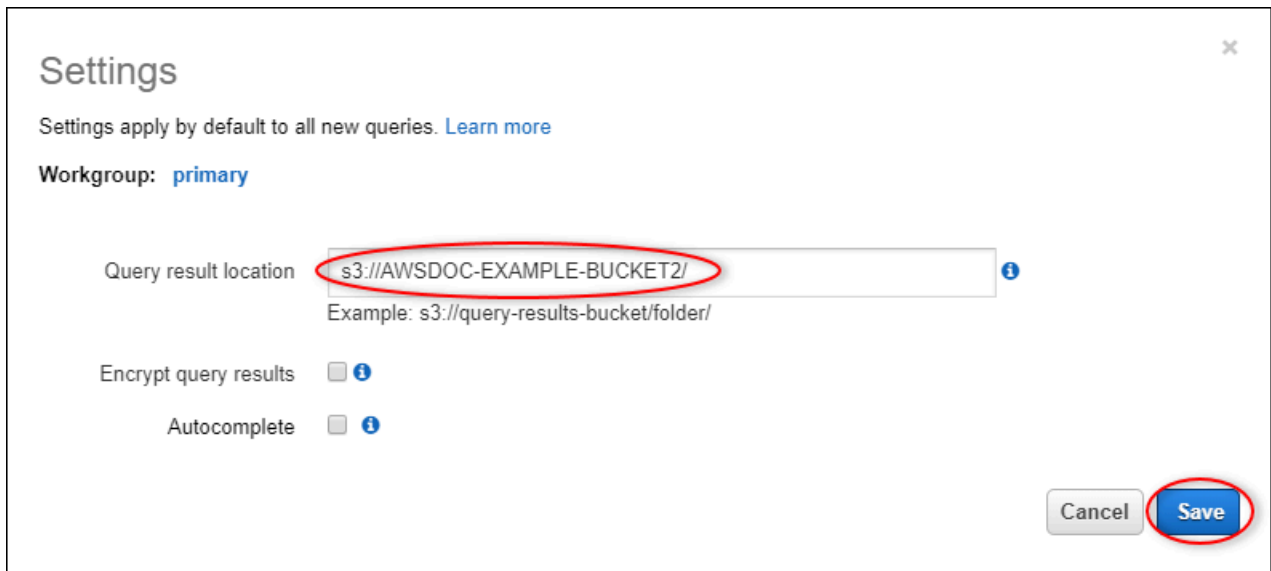 Settings
Settings apply by default to all new queries. Learn more
Workgroup: primary
Query result location s3://AWSDOC-EXAMPLE-BUCKET2/
Example: s3://query-results-bucket/folder/
Encrypt query results
Autocomplete
Cancel Save